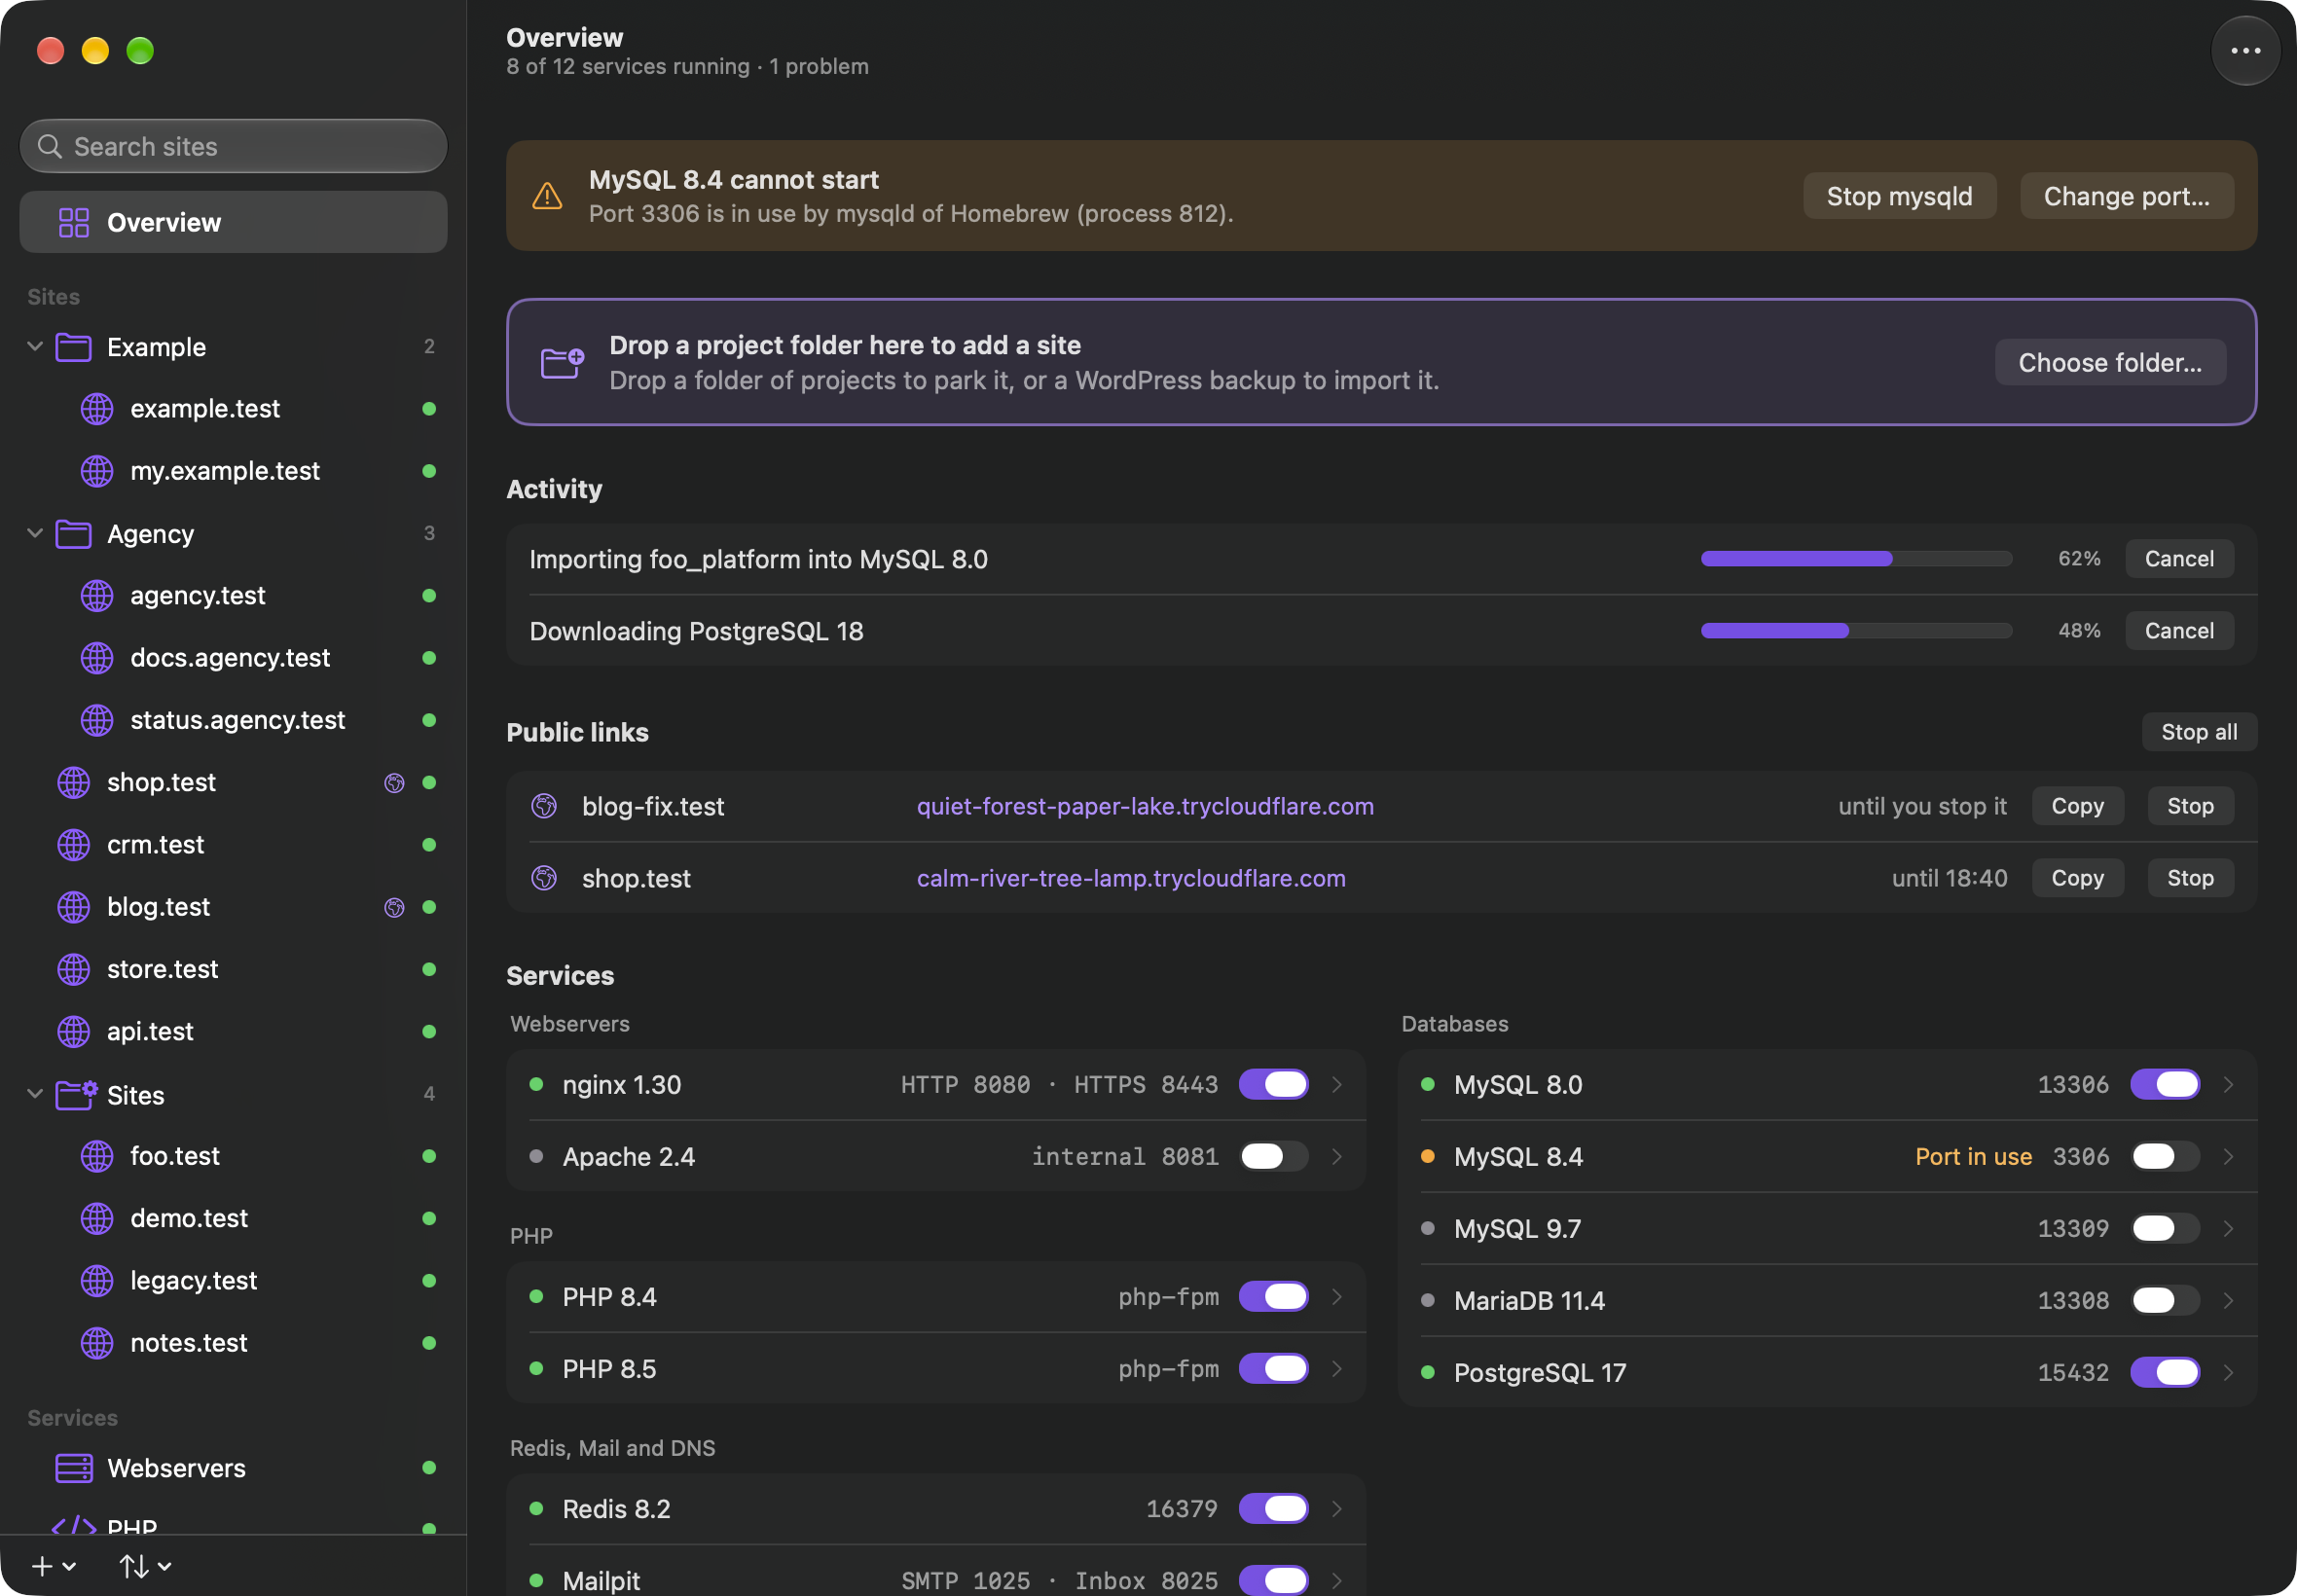 Search sites
Overview
Sites
Example 2
example.test
my.example.test
Agency 3
agency.test
docs.agency.test
status.agency.test
shop.test
crm.test
blog.test
store.test
api.test
Sites 4
foo.test
demo.test
legacy.test
notes.test
Services
Webservers
PHP
Overview
8 of 12 services running · 1 problem
MySQL 8.4 cannot start
Port 3306 is in use by mysqld of Homebrew (process 812).
Stop mysqld
Change port...
Drop a project folder here to add a site
Drop a folder of projects to park it, or a WordPress backup to import it.
Choose folder...
Activity
Importing foo_platform into MySQL 8.0 62% Cancel
Downloading PostgreSQL 18 48% Cancel
Public links Stop all
blog-fix.test quiet-forest-paper-lake.trycloudflare.com until you stop it Copy Stop
shop.test calm-river-tree-lamp.trycloudflare.com until 18:40 Copy Stop
Services
Webservers
nginx 1.30 HTTP 8080 · HTTPS 8443
Apache 2.4 internal 8081
PHP
PHP 8.4 php-fpm
PHP 8.5 php-fpm
Redis, Mail and DNS
Redis 8.2 16379
Mailpit SMTP 1025 · Inbox 8025
Databases
MySQL 8.0 13306
MySQL 8.4 Port in use 3306
MySQL 9.7 13309
MariaDB 11.4 13308
PostgreSQL 17 15432